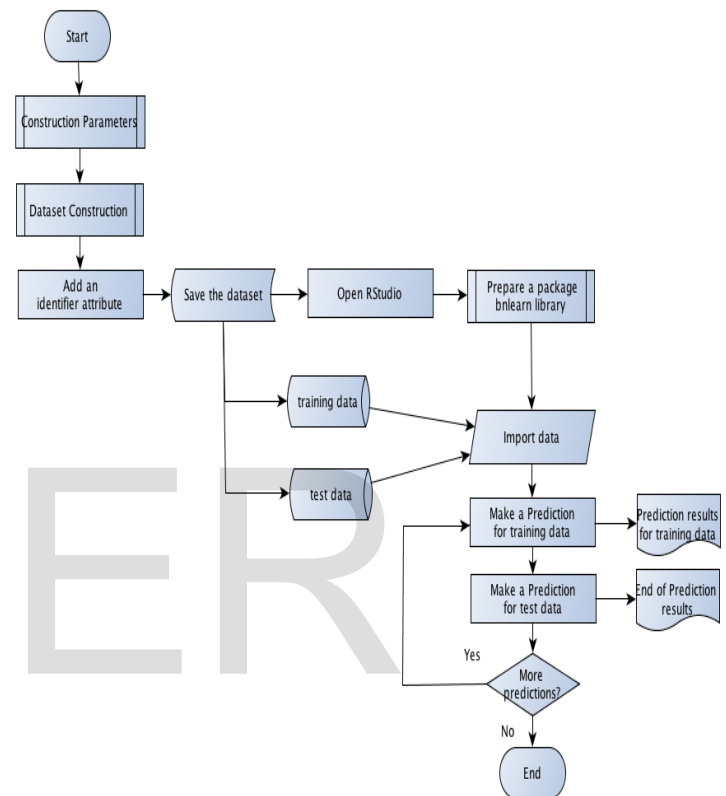 Start
Construction Parameters
Dataset Construction
Add an
identifier attribute
Save the dataset
Open RStudio
Prepare a package
bnlearn library
training data
Import data
test data
Make a Prediction
for training data
Prediction results
for training data
Make a Prediction
for test data
End of Prediction
results
Yes
More
predictions?
No
End
ER